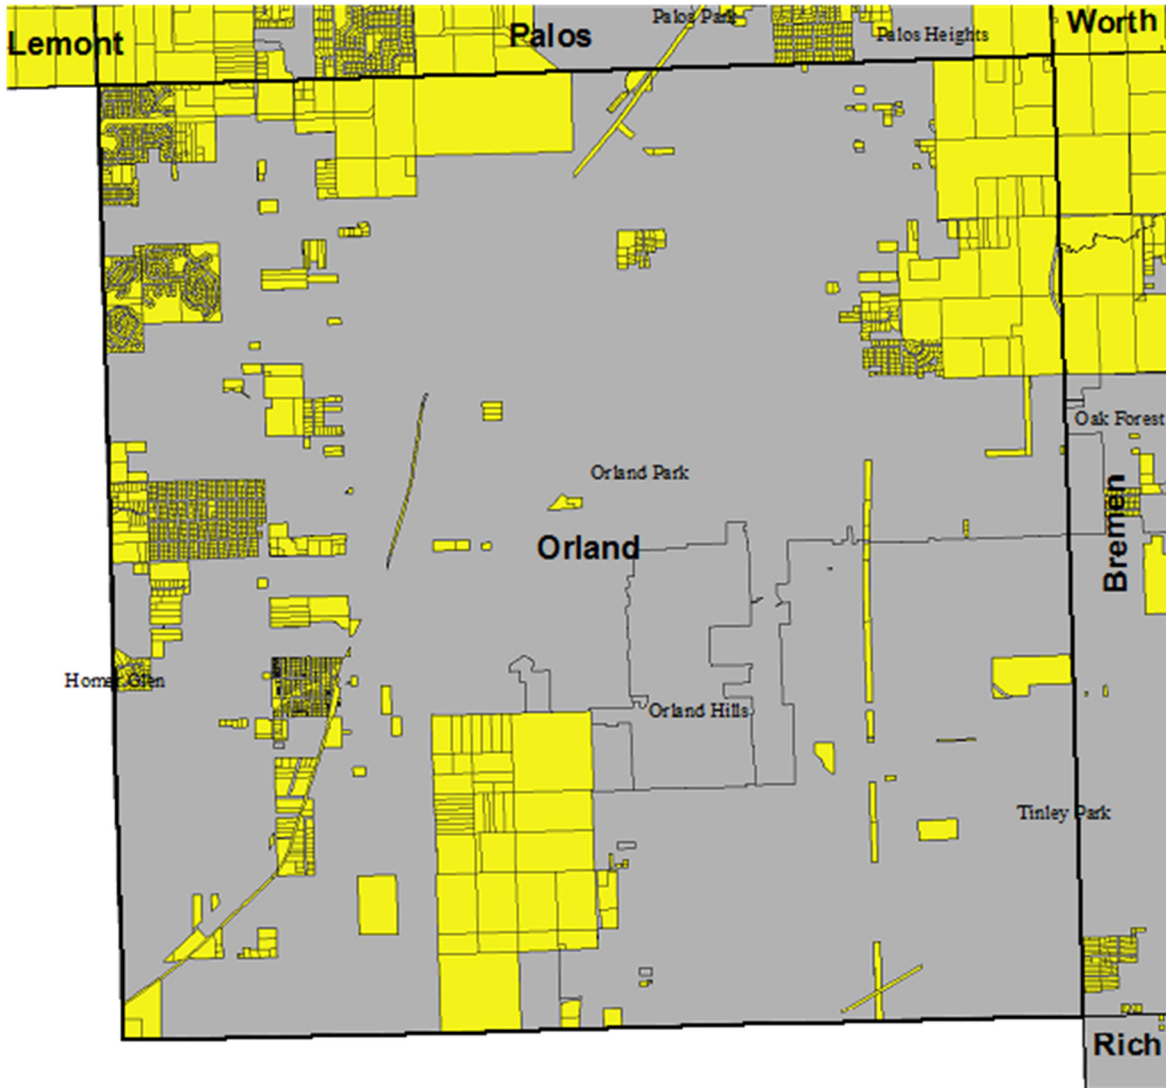 Palos Park
Worth
Lemont
Palos
Palos Heights
Oak Forest
Orland Park
Bremen
Orland
Homer Glen
Orland Hills
Tinley Park
Rich